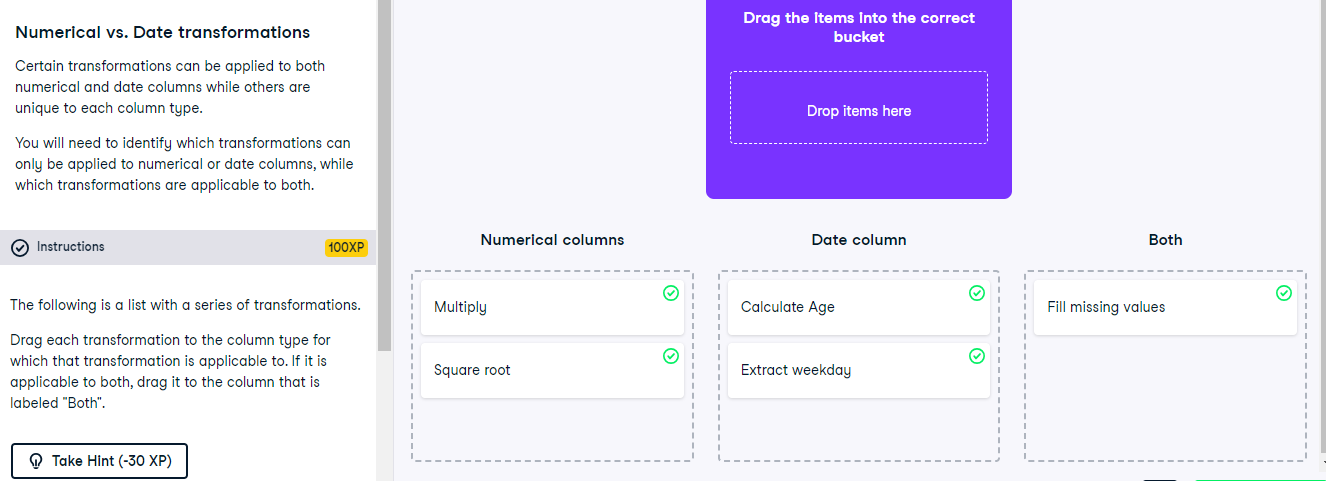 Numerical vs. Date transformations
Certain transformations can be applied to both
numerical and date columns while others are
unique to each column type.
You will need to identify which transformations can
only be applied to numerical or date columns, while
which transformations are applicable to both.
Instructions
100XP
The following is a list with a series of transformations.
Drag each transformation to the column type for
which that transformation is applicable to. If it is
applicable to both, drag it to the column that is
labeled "Both".
Take Hint (-30 XP)
Drag the items into the correct
bucket
Drop items here
Numerical columns
Multiply
Square root
Date column
Calculate Age
Extract weekday
Both
Fill missing values